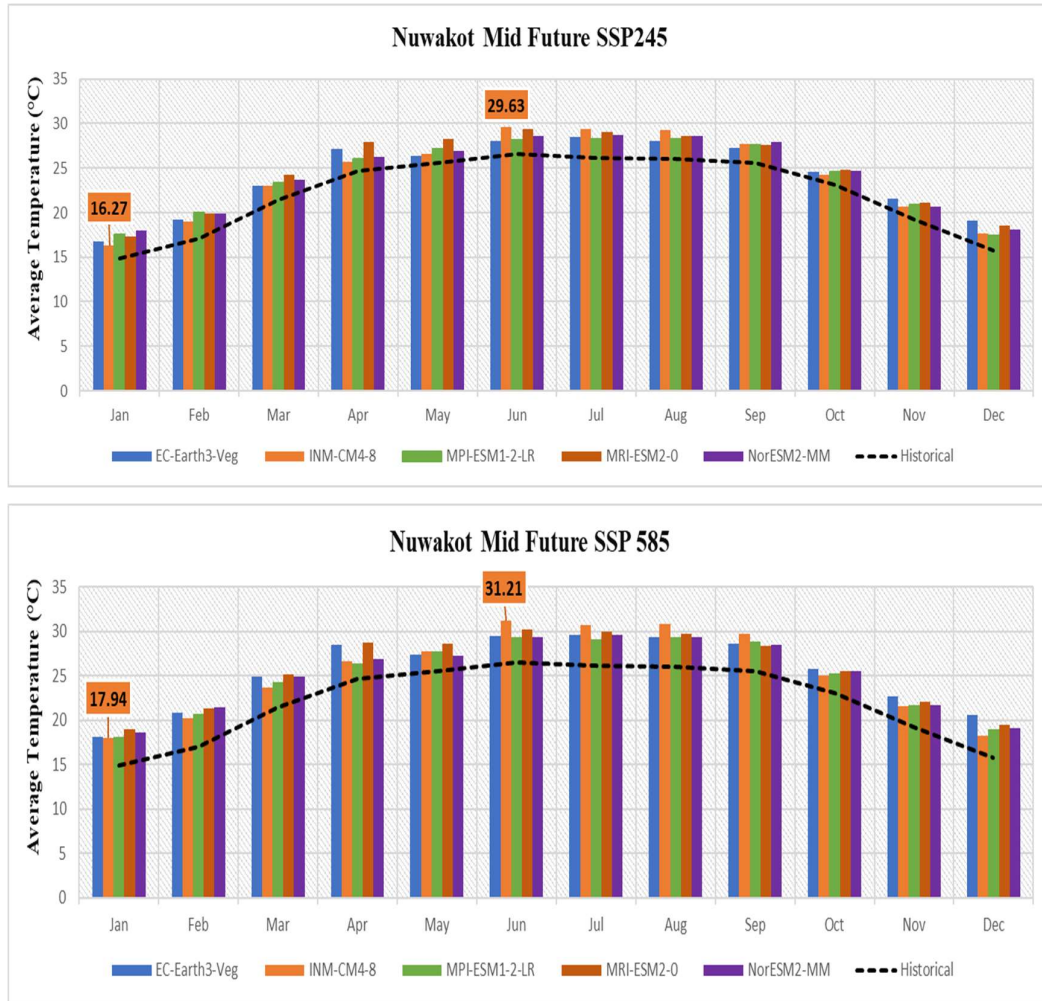 Nuwakot Mid Future SSP245
Average Temperature (°C)
35
30
25
20
15
10
5
0
29.63
16.27
Jan Feb Mar Apr May Jun Jul Aug Sep Oct Nov Dec
EC-Earth3-Veg INM-CM4-8 MPI-ESM1-2-LR MRI-ESM2-0 NorESM2-MM Historical
Nuwakot Mid Future SSP 585
Average Temperature (°C)
35
30
25
20
15
10
5
0
31.21
17.94
Jan Feb Mar Apr May Jun Jul Aug Sep Oct Nov Dec
EC-Earth3-Veg INM-CM4-8 MPI-ESM1-2-LR MRI-ESM2-0 NorESM2-MM Historical